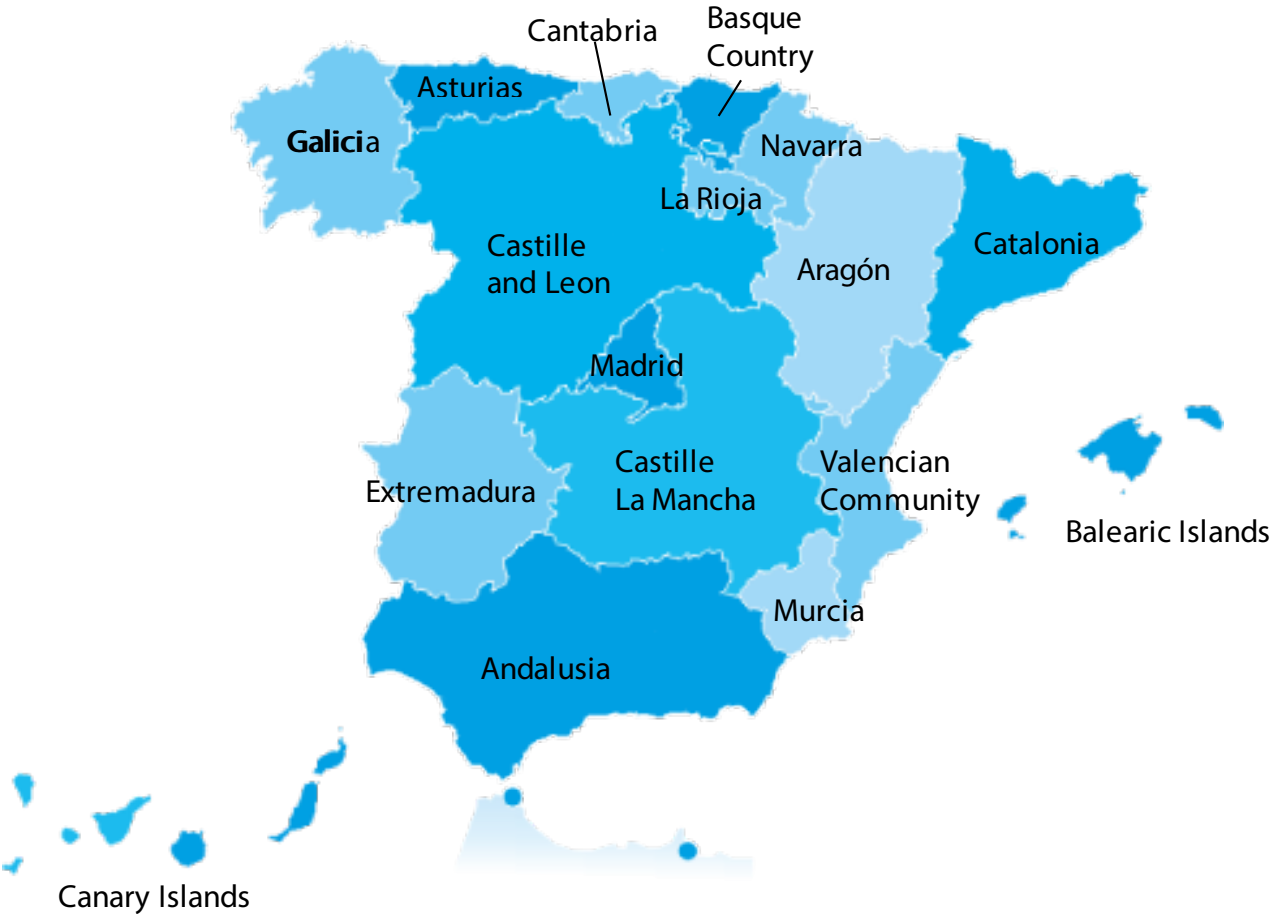 Cantabria
Basque
Country
Asturias
Galicia
Navarra
La Rioja
Castille
and Leon
Aragón
Catalonia
Madrid
Castille
La Mancha
Valencian
Community
Extremadura
Balearic Islands
Murcia
Andalusia
Canary Islands